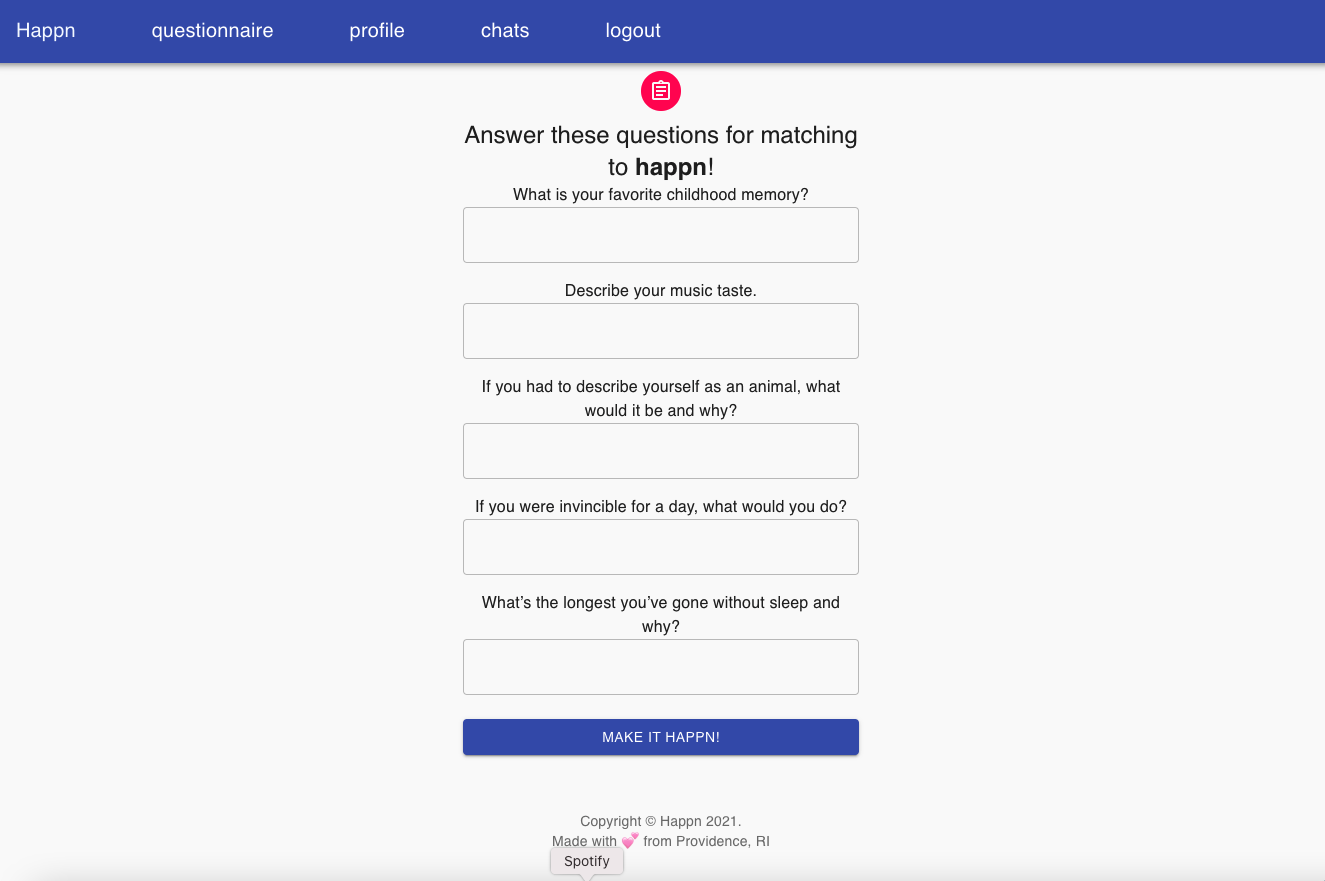 Happn questionnaire profile chats logout
Answer these questions for matching
to happn!
What is your favorite childhood memory?
Describe your music taste.
If you had to describe yourself as an animal, what
would it be and why?
If you were invincible for a day, what would you do?
What’s the longest you’ve gone without sleep and
why?
MAKE IT HAPPN!
Copyright © Happn 2021.
Made with 💕 from Providence, RI
Spotify